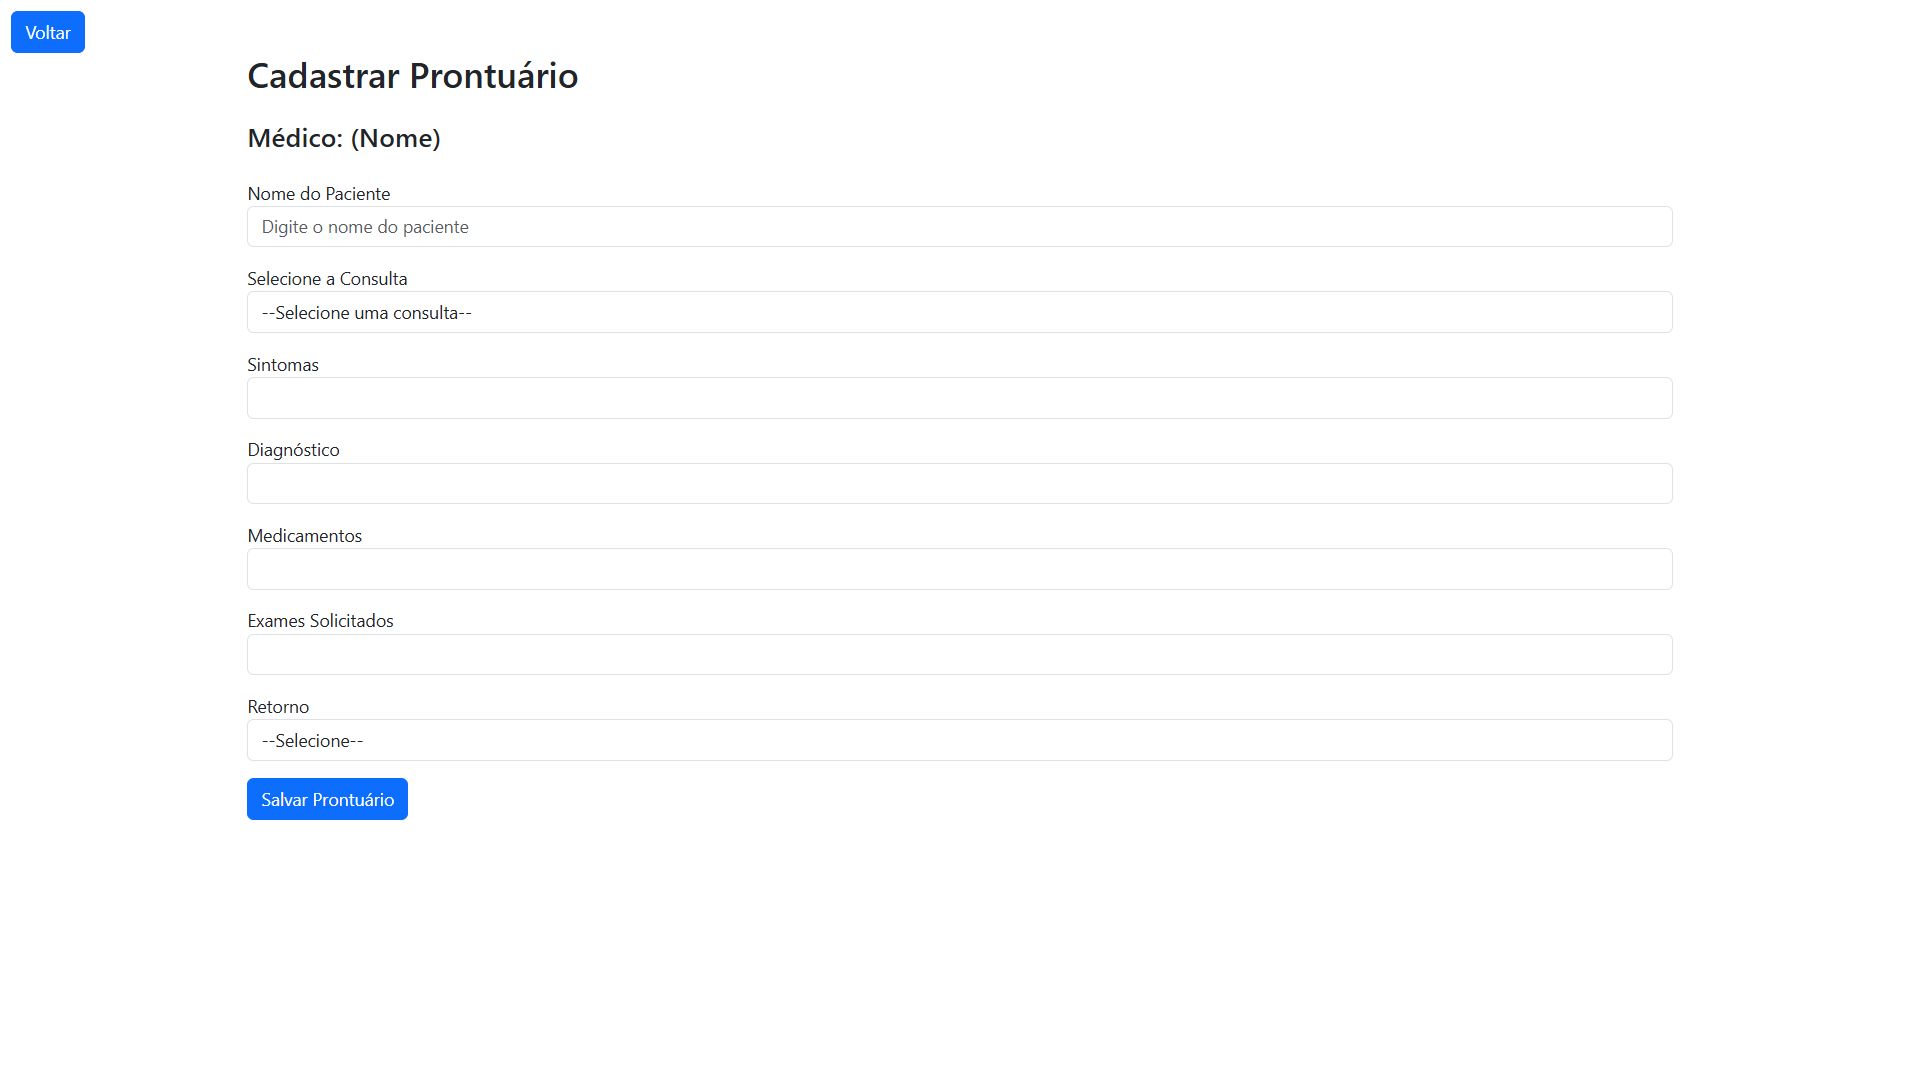 Voltar
Cadastrar Prontuário
Médico: (Nome)
Nome do Paciente
Digite o nome do paciente
Selecione a Consulta
--Selecione uma consulta--
Sintomas
Diagnóstico
Medicamentos
Exames Solicitados
Retorno
--Selecione--
Salvar Prontuário